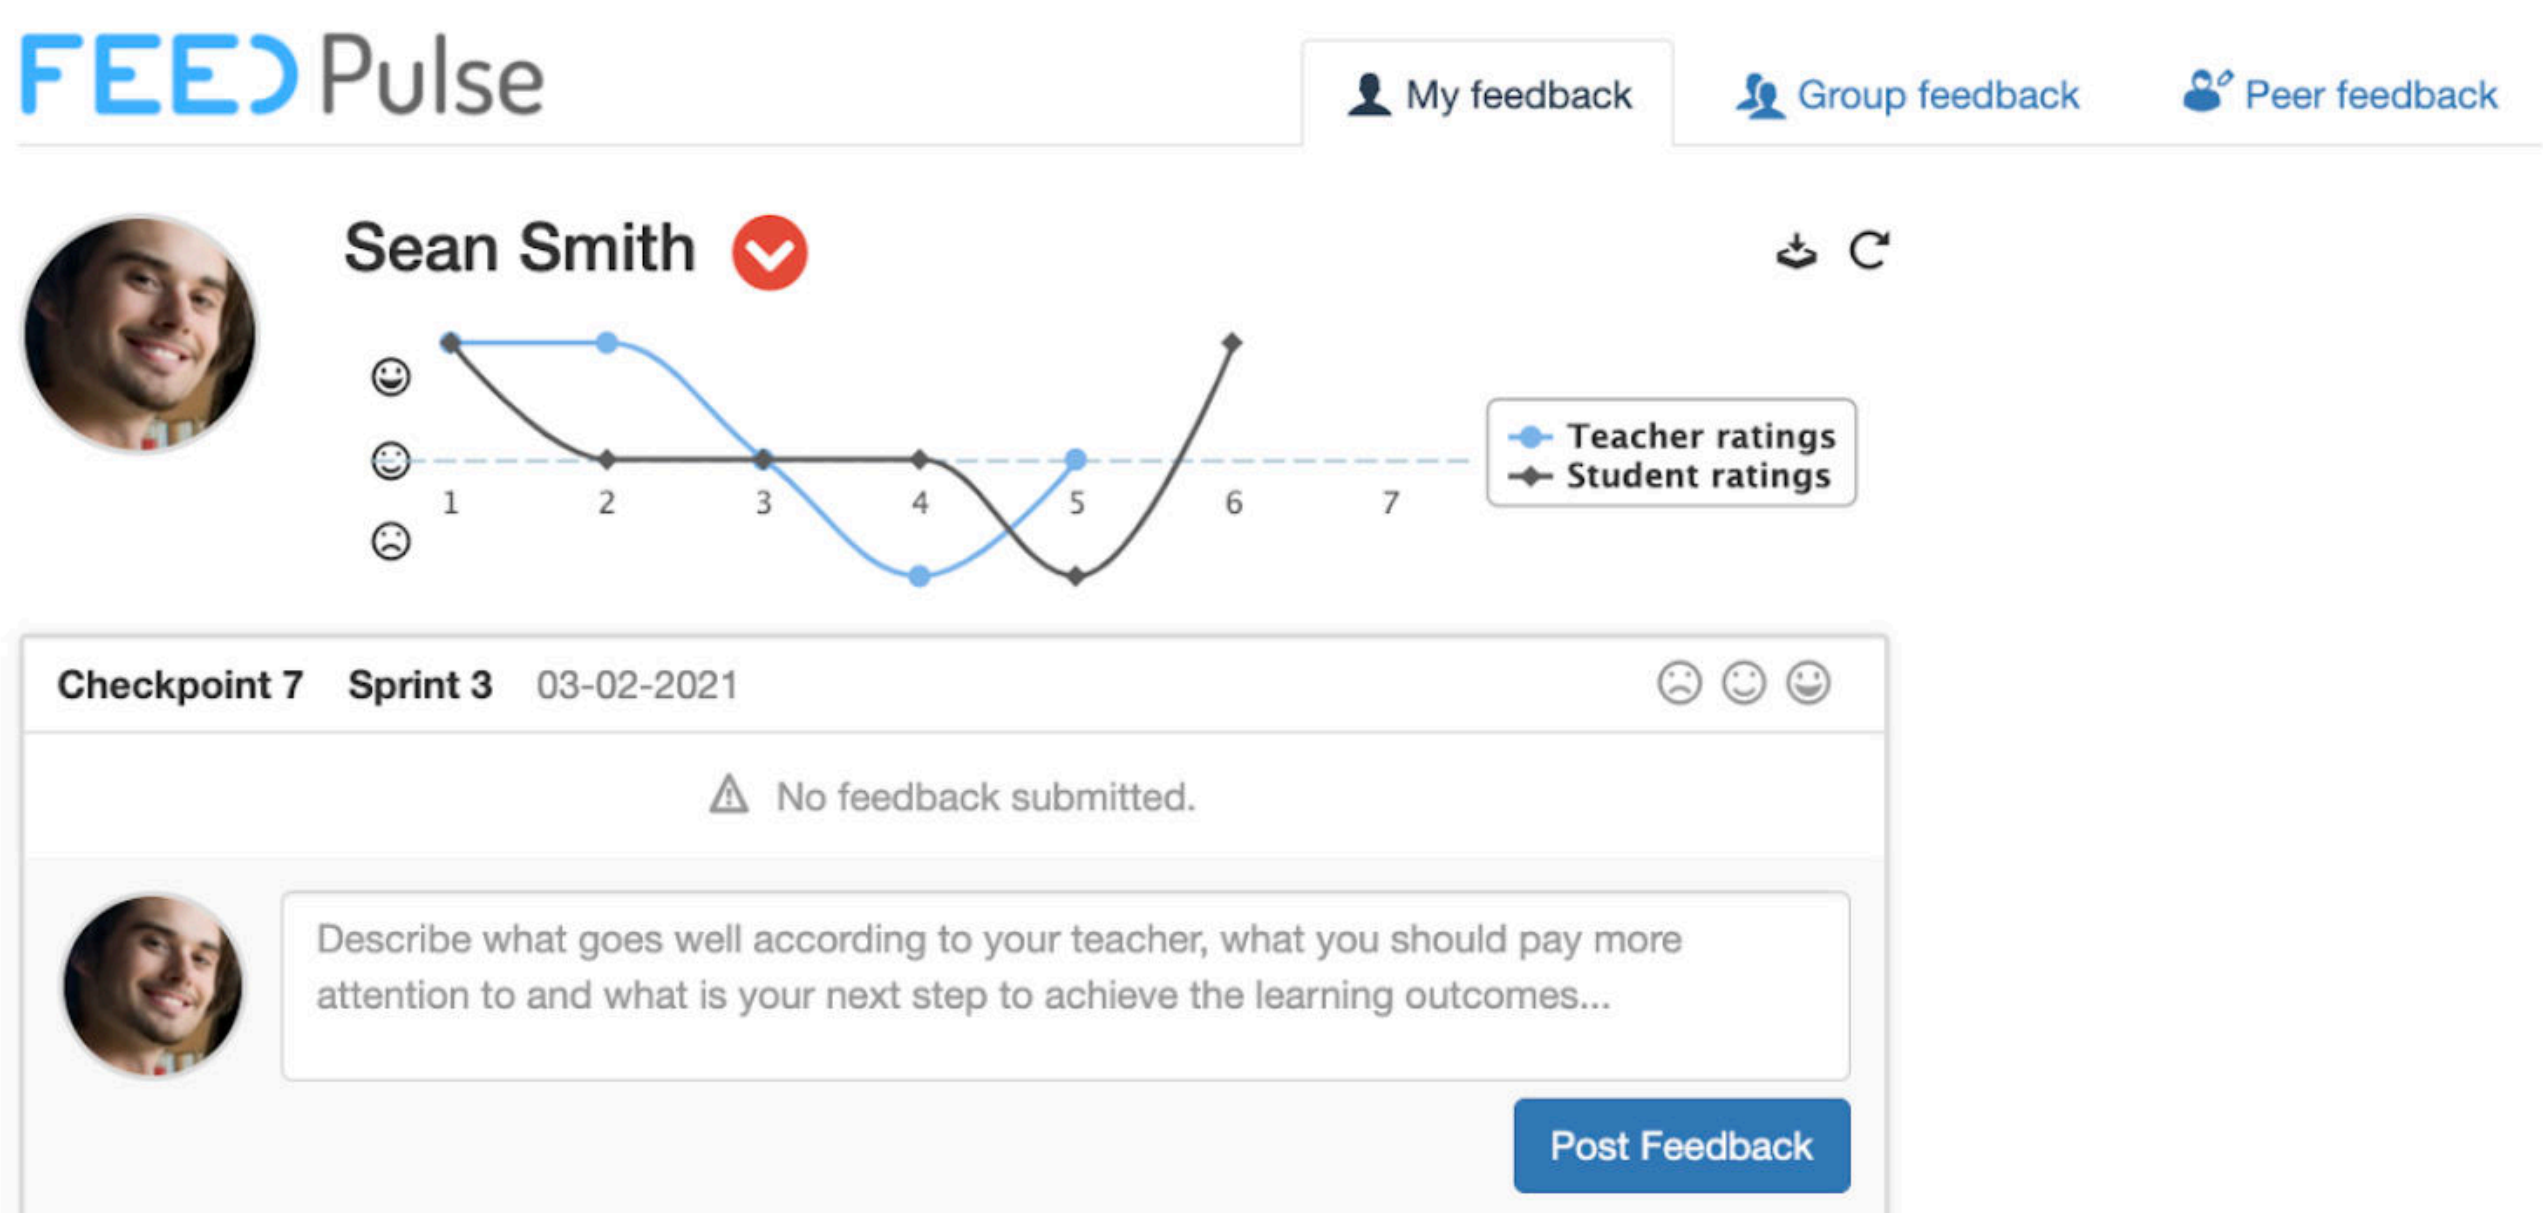 FEED Pulse
My feedback
Group feedback
Peer feedback
Sean Smith
1 2 3 4 5 6 7
Teacher ratings
Student ratings
Checkpoint 7 Sprint 3 03-02-2021
No feedback submitted.
Describe what goes well according to your teacher, what you should pay more
attention to and what is your next step to achieve the learning outcomes...
Post Feedback